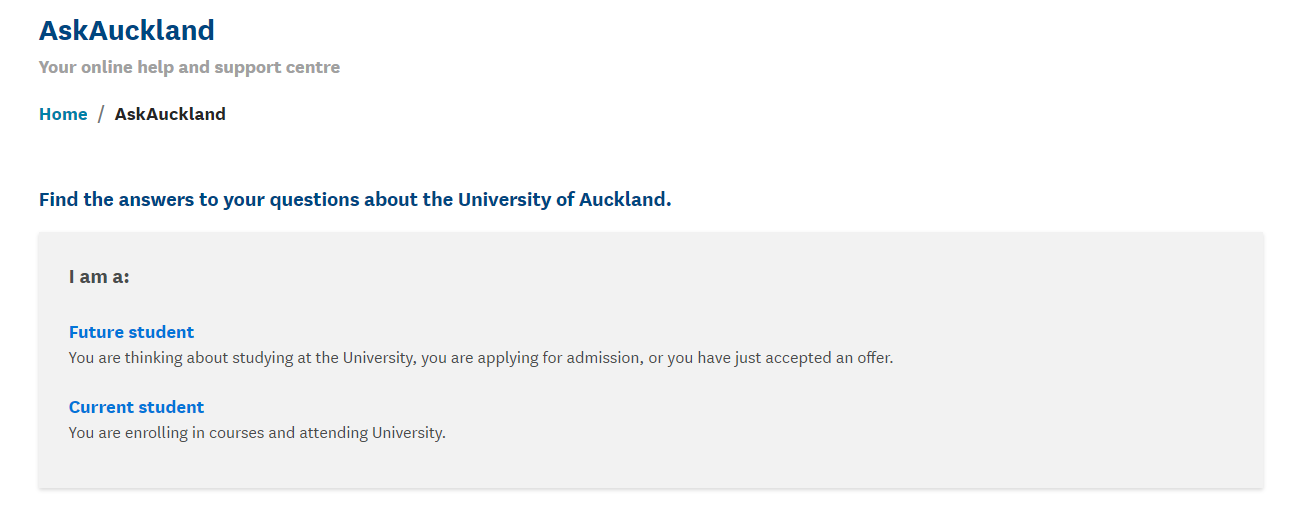 AskAuckland
Your online help and support centre
Home / AskAuckland
Find the answers to your questions about the University of Auckland.
I am a:
Future student
You are thinking about studying at the University, you are applying for admission, or you have just accepted an offer.
Current student
You are enrolling in courses and attending University.